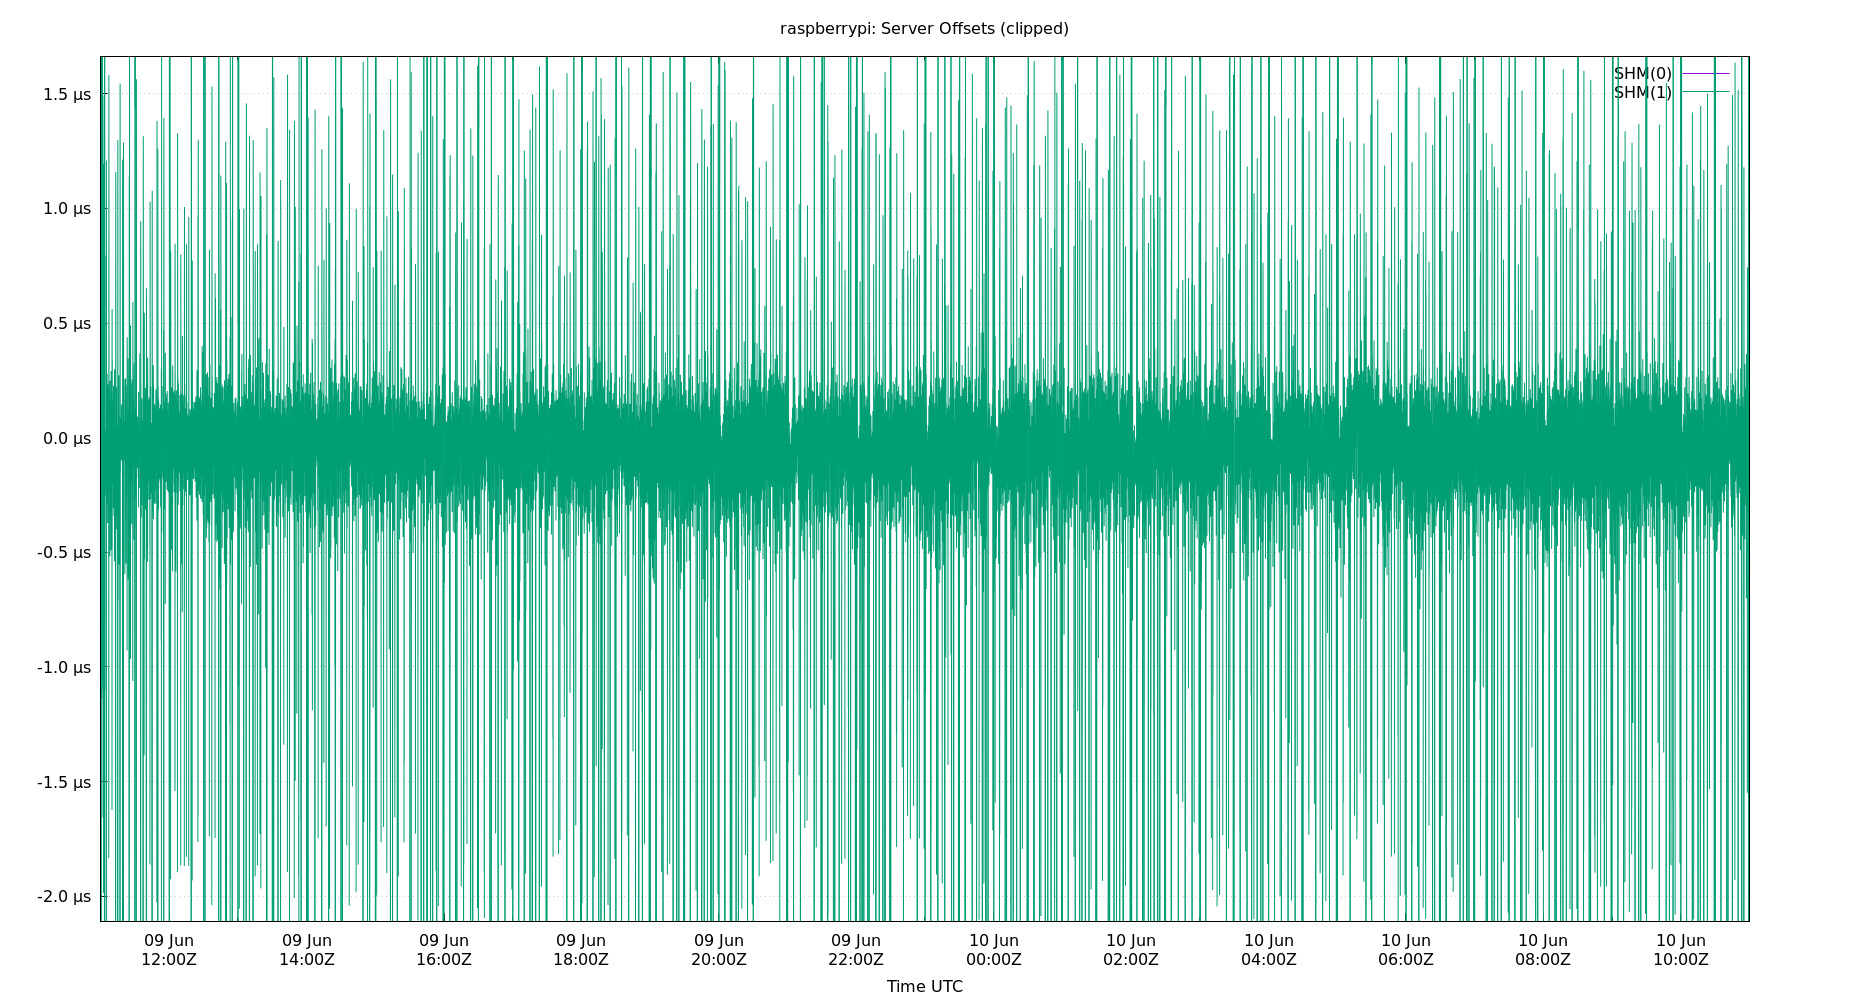 raspberrypi: Server Offsets (clipped)
SHM(0)
SHM(1)
1.5 µs
1.0 µs
0.5 µs
0.0 µs
-0.5 µs
-1.0 µs
-1.5 µs
-2.0 µs
09 Jun 09 Jun 09 Jun 09 Jun 09 Jun 09 Jun 10 Jun 10 Jun 10 Jun 10 Jun 10 Jun 10 Jun
12:00Z 14:00Z 16:00Z 18:00Z 20:00Z 22:00Z 00:00Z 02:00Z 04:00Z 06:00Z 08:00Z 10:00Z
Time UTC